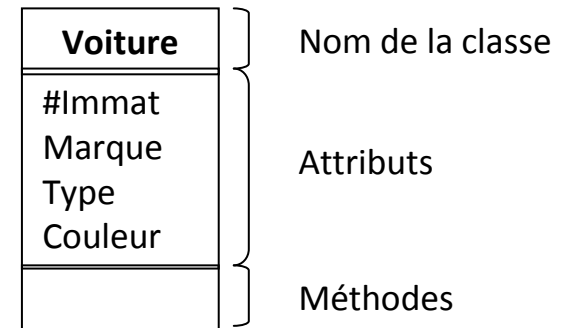 Voiture
Nom de la classe
#Immat
Marque
Type
Couleur
Attributs
Méthodes